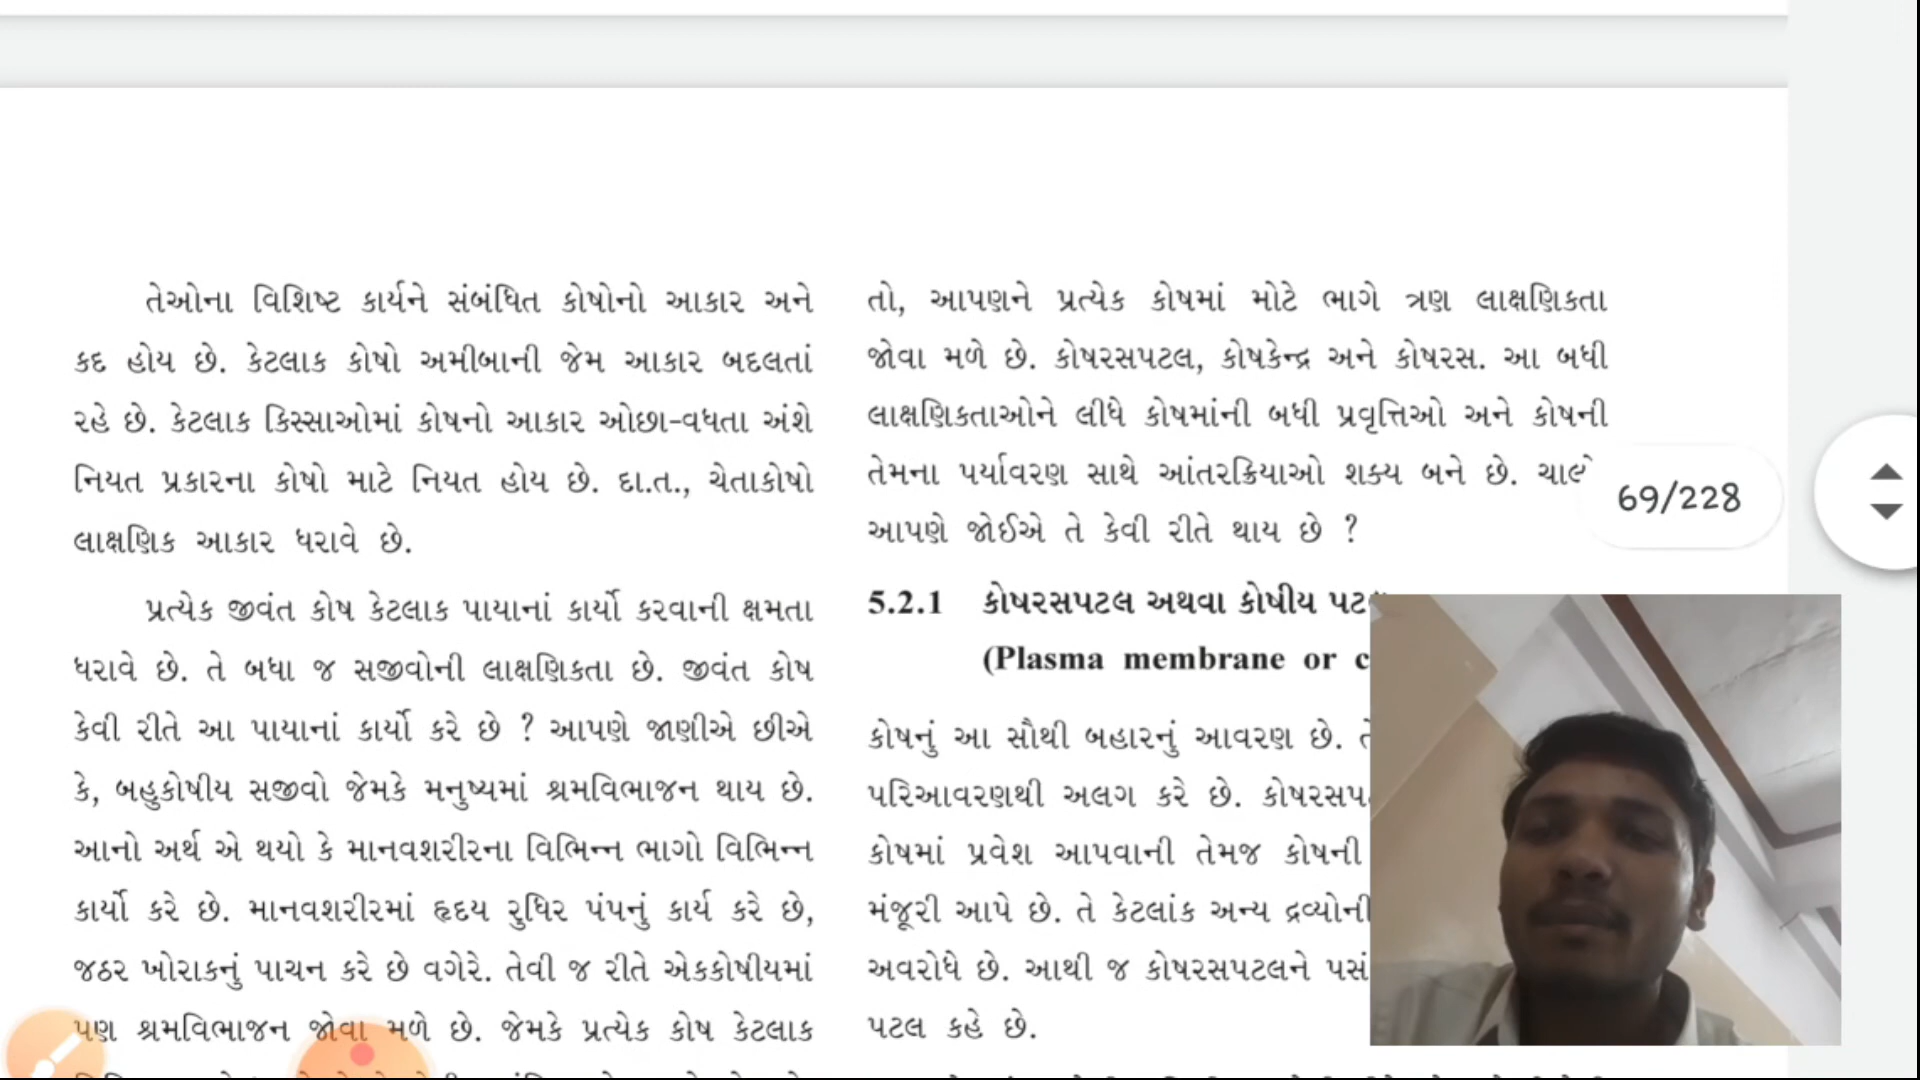 તેઓના વિશિષ્ટ કાર્યને સંબંધિત કોષોનો આકાર અને
કદ હોય છે. કેટલાક કોષો અમીબાની જેમ આકાર બદલતાં
રહે છે. કેટલાક કિસ્સાઓમાં કોષનો આકાર ઓછા-વધતા અંશે
નિયત પ્રકારના કોષો માટે નિયત હોય છે. દા.ત., ચેતાકોષો
લાક્ષણિક આકાર ધરાવે છે.
પ્રત્યેક જીવંત કોષ કેટલાક પાયાનાં કાર્યો કરવાની ક્ષમતા
ધરાવે છે. તે બધા જ સજીવોની લાક્ષણિકતા છે. જીવંત કોષ
કેવી રીતે આ પાયાનાં કાર્યો કરે છે ? આપણે જાણીએ છીએ
કે, બહુકોષીય સજીવો જેમકે મનુષ્યમાં શ્રમવિભાજન થાય છે.
આનો અર્થ એ થયો કે માનવશરીરના વિભિન્ન ભાગો વિભિન્ન
કાર્યો કરે છે. માનવશરીરમાં હૃદય રુધિર પંપનું કાર્ય કરે છે,
જઠર ખોરાકનું પાચન કરે છે વગેરે. તેવી જ રીતે એકકોષીયમાં
પણ શ્રમવિભાજન જોવા મળે છે. જેમકે પ્રત્યેક કોષ કેટલાક
તો, આપણને પ્રત્યેક કોષમાં મોટે ભાગે ત્રણ લાક્ષણિકતા
જોવા મળે છે. કોષરસપટલ, કોષકેન્દ્ર અને કોષરસ. આ બધી
લાક્ષણિકતાઓને લીધે કોષમાંની બધી પ્રવૃત્તિઓ અને કોષની
તેમના પર્યાવરણ સાથે આંતરક્રિયાઓ શક્ય બને છે. ચાલો
આપણે જોઈએ તે કેવી રીતે થાય છે ?
5.2.1 કોષરસપટલ અથવા કોષીય
(Plasma membrane or
કોષનું આ સૌથી બહારનું આવરણ છે.
પરિઆવરણથી અલગ કરે છે.
કોષમાં પ્રવેશ આપવાની તેમજ કોષની
મંજૂરી આપે છે. તે કેટલાંક અન્ય દ્રવ્યોની
અવરોધે છે. આથી જ કોષરસપટલને
પટલ કહે છે.
69/228